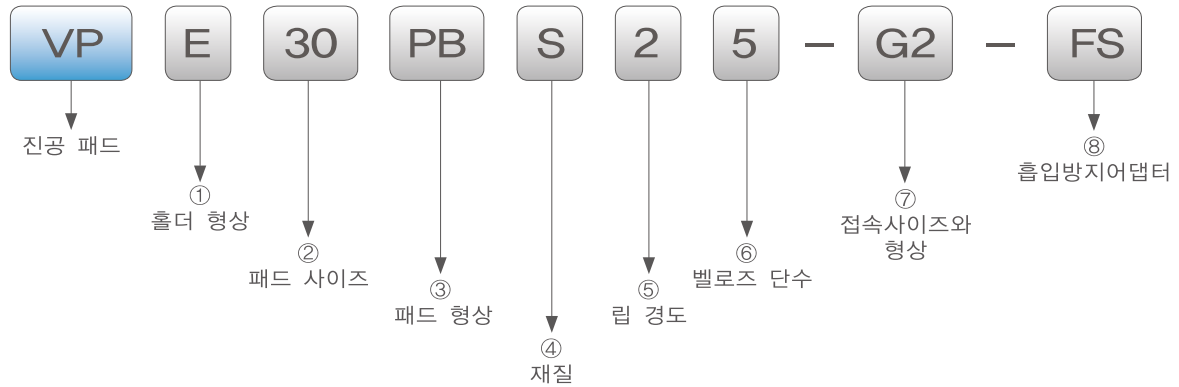 VP E 30 PB S 2 5 – G2 – FS
진공 패드
①
홀더 형상
②
패드 사이즈
③
패드 형상
④
재질
⑤
립 경도
⑥
벨로즈 단수
⑦
접속사이즈와
형상
⑧
흡입방지어댑터